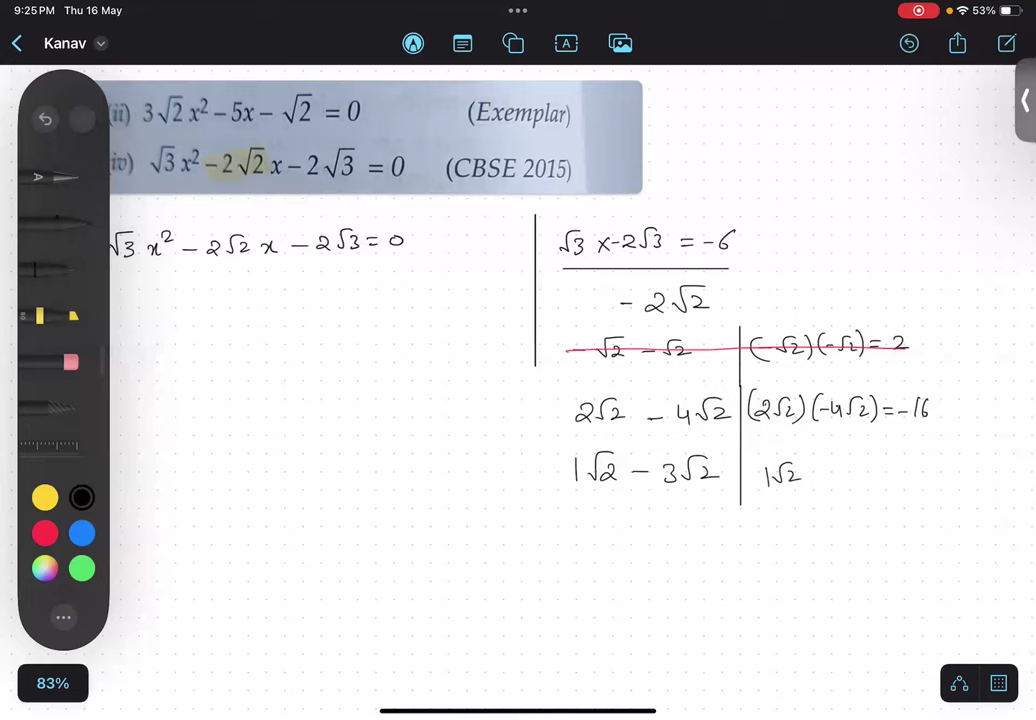 9:25 PM Thu 16 May
53%
Kanav
ii) 3√2 x² – 5x – √2 = 0 (Exemplar)
iv) √3 x² – 2√2 x – 2√3 = 0 (CBSE 2015)
√3 x² – 2√2 x – 2√3 = 0
√3 x -2√3 = -6
- 2√2
- √2 - √2 (-√2)(-√2) = 2
2√2 - 4√2 (2√2)(-4√2) = -16
1√2 - 3√2 1√2
83%